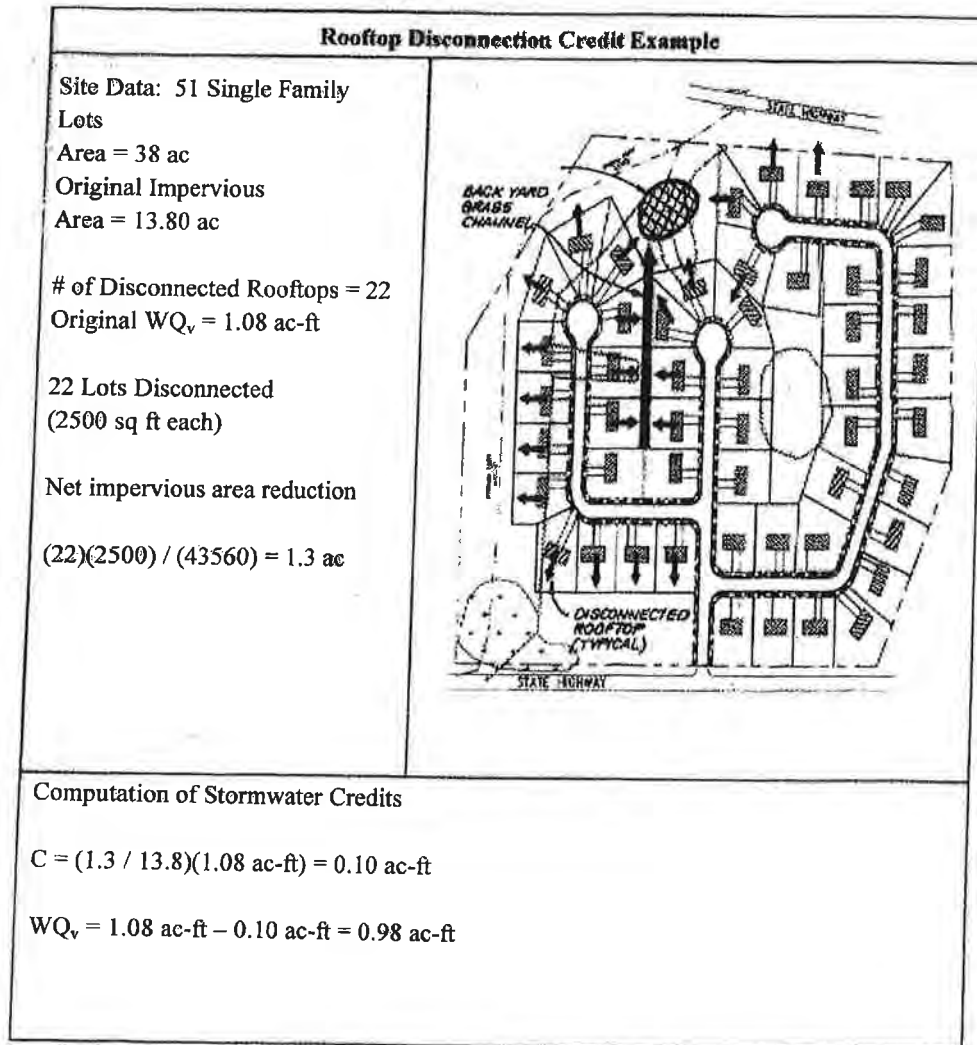 Rooftop Disconnection Credit Example
Site Data: 51 Single Family
Lots
Area = 38 ac
Original Impervious
Area = 13.80 ac
# of Disconnected Rooftops = 22
Original WQv = 1.08 ac-ft
22 Lots Disconnected
(2500 sq ft each)
Net impervious area reduction
(22)(2500) / (43560) = 1.3 ac
STATE HIGHWAY
BACK YARD
GRASS
CHANNEL
DISCONNECTED
ROOFTOP
(TYPICAL)
STATE HIGHWAY
Computation of Stormwater Credits
C = (1.3 / 13.8)(1.08 ac-ft) = 0.10 ac-ft
WQv = 1.08 ac-ft – 0.10 ac-ft = 0.98 ac-ft